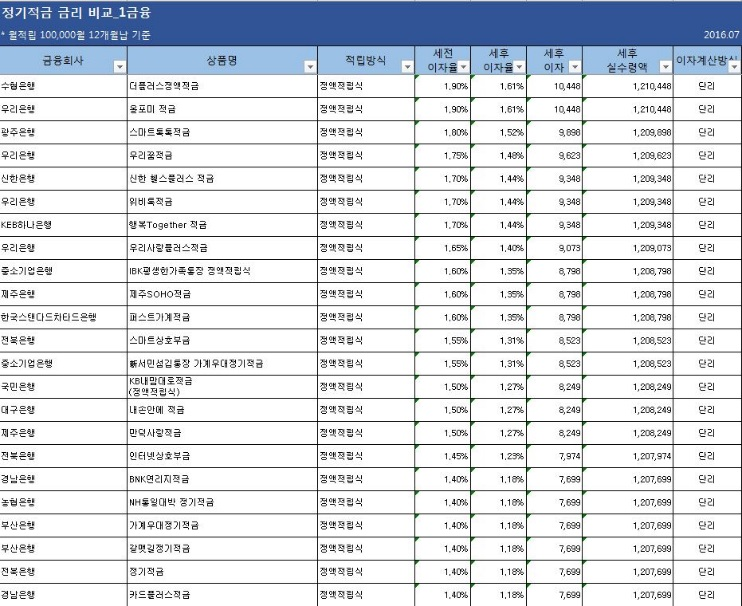 정기적금 금리 비교_1금융
* 월적립 100,000월 12개월납 기준 2016.07
금융회사 상품명 적립방식 세전 이자율 세후 이자율 세후 이자 세후 실수령액 이자계산방식
수협은행 더플러스정액적금 정액적립식 1.90% 1.61% 10,448 1,210,448 단리
우리은행 올포미 적금 정액적립식 1.90% 1.61% 10,448 1,210,448 단리
광주은행 스마트톡톡적금 정액적립식 1.80% 1.52% 9,898 1,209,898 단리
우리은행 우리꿈적금 정액적립식 1.75% 1.48% 9,623 1,209,623 단리
신한은행 신한 헬스플러스 적금 정액적립식 1.70% 1.44% 9,348 1,209,348 단리
우리은행 위비톡적금 정액적립식 1.70% 1.44% 9,348 1,209,348 단리
KEB하나은행 행복Together 적금 정액적립식 1.70% 1.44% 9,348 1,209,348 단리
우리은행 우리사랑플러스적금 정액적립식 1.65% 1.40% 9,073 1,209,073 단리
중소기업은행 IBK평생한가족통장 정액적립식 정액적립식 1.60% 1.35% 8,798 1,208,798 단리
제주은행 제주SOHO적금 정액적립식 1.60% 1.35% 8,798 1,208,798 단리
한국스탠다드차타드은행 퍼스트가계적금 정액적립식 1.60% 1.35% 8,798 1,208,798 단리
전북은행 스마트상호부금 정액적립식 1.55% 1.31% 8,523 1,208,523 단리
중소기업은행 新서민섬김통장 가계우대정기적금 정액적립식 1.55% 1.31% 8,523 1,208,523 단리
국민은행 KB내맘대로적금 (정액적립식) 정액적립식 1.50% 1.27% 8,249 1,208,249 단리
대구은행 내손안에 적금 정액적립식 1.50% 1.27% 8,249 1,208,249 단리
제주은행 만덕사랑적금 정액적립식 1.50% 1.27% 8,249 1,208,249 단리
전북은행 인터넷상호부금 정액적립식 1.45% 1.23% 7,974 1,207,974 단리
경남은행 BNK연리지적금 정액적립식 1.40% 1.18% 7,699 1,207,699 단리
농협은행 NH통일대박 정기적금 정액적립식 1.40% 1.18% 7,699 1,207,699 단리
부산은행 가계우대정기적금 정액적립식 1.40% 1.18% 7,699 1,207,699 단리
부산은행 갈맷길정기적금 정액적립식 1.40% 1.18% 7,699 1,207,699 단리
전북은행 정기적금 정액적립식 1.40% 1.18% 7,699 1,207,699 단리
경남은행 카드플러스적금 정액적립식 1.40% 1.18% 7,699 1,207,699 단리